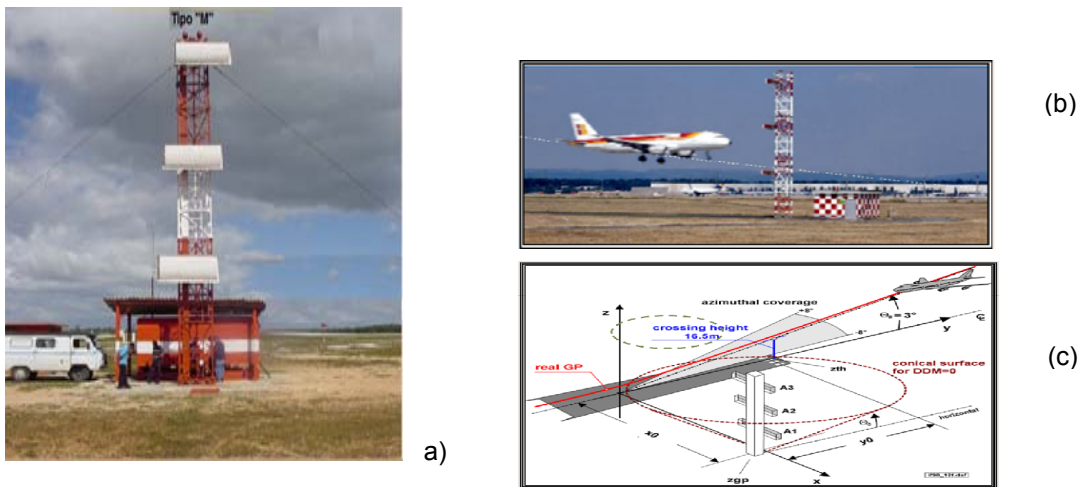 Tipo "M"
a)
(b)
azimuthal coverage
+8°
-8°
Z
crossing height
16.5m
Θ₀ = 3°
y
real GP
zth
conical surface
for DDM=0
A3
A2
A1
horizontal
Θ₀
x0
y0
x
zgp
(c)